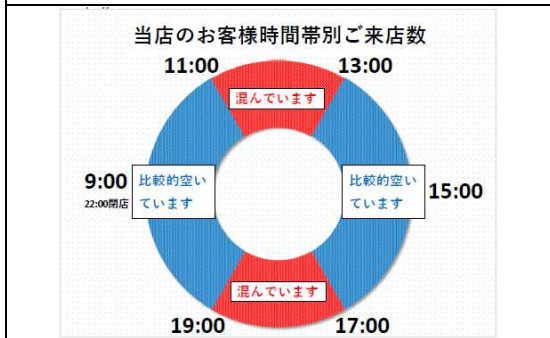 当店のお客様時間帯別ご来店数
11:00
13:00
混んでいます
9:00
22:00閉店
比較的空い
ています
比較的空い
ています
15:00
混んでいます
19:00
17:00